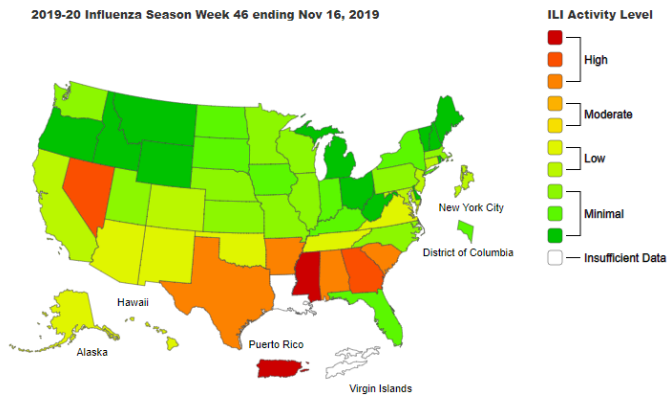 2019-20 Influenza Season Week 46 ending Nov 16, 2019
ILI Activity Level
High
Moderate
Low
Minimal
Insufficient Data
New York City
District of Columbia
Hawaii
Alaska
Puerto Rico
Virgin Islands